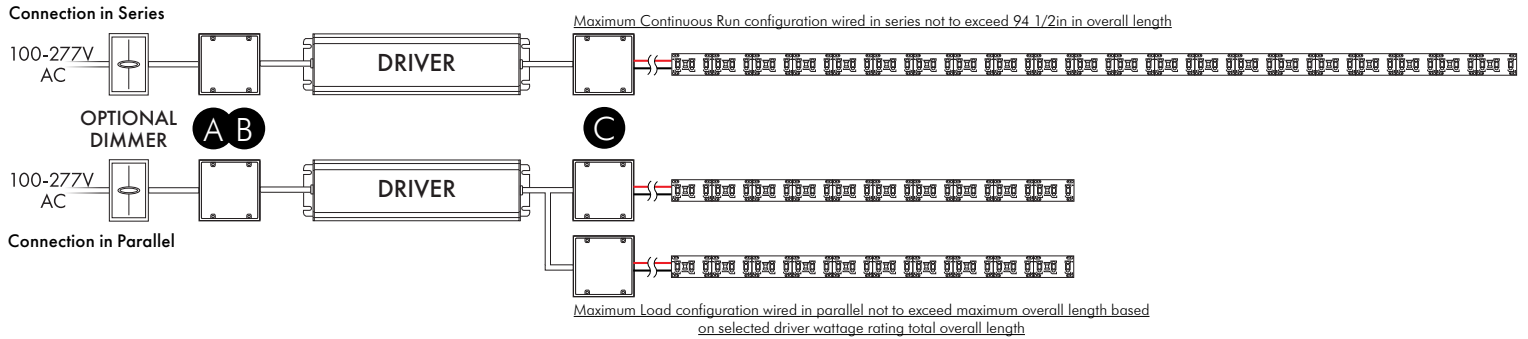 Connection in Series
Maximum Continuous Run configuration wired in series not to exceed 94 1/2in in overall length
100-277V
AC
DRIVER
OPTIONAL
DIMMER
A B
C
100-277V
AC
DRIVER
Connection in Parallel
Maximum Load configuration wired in parallel not to exceed maximum overall length based
on selected driver wattage rating total overall length